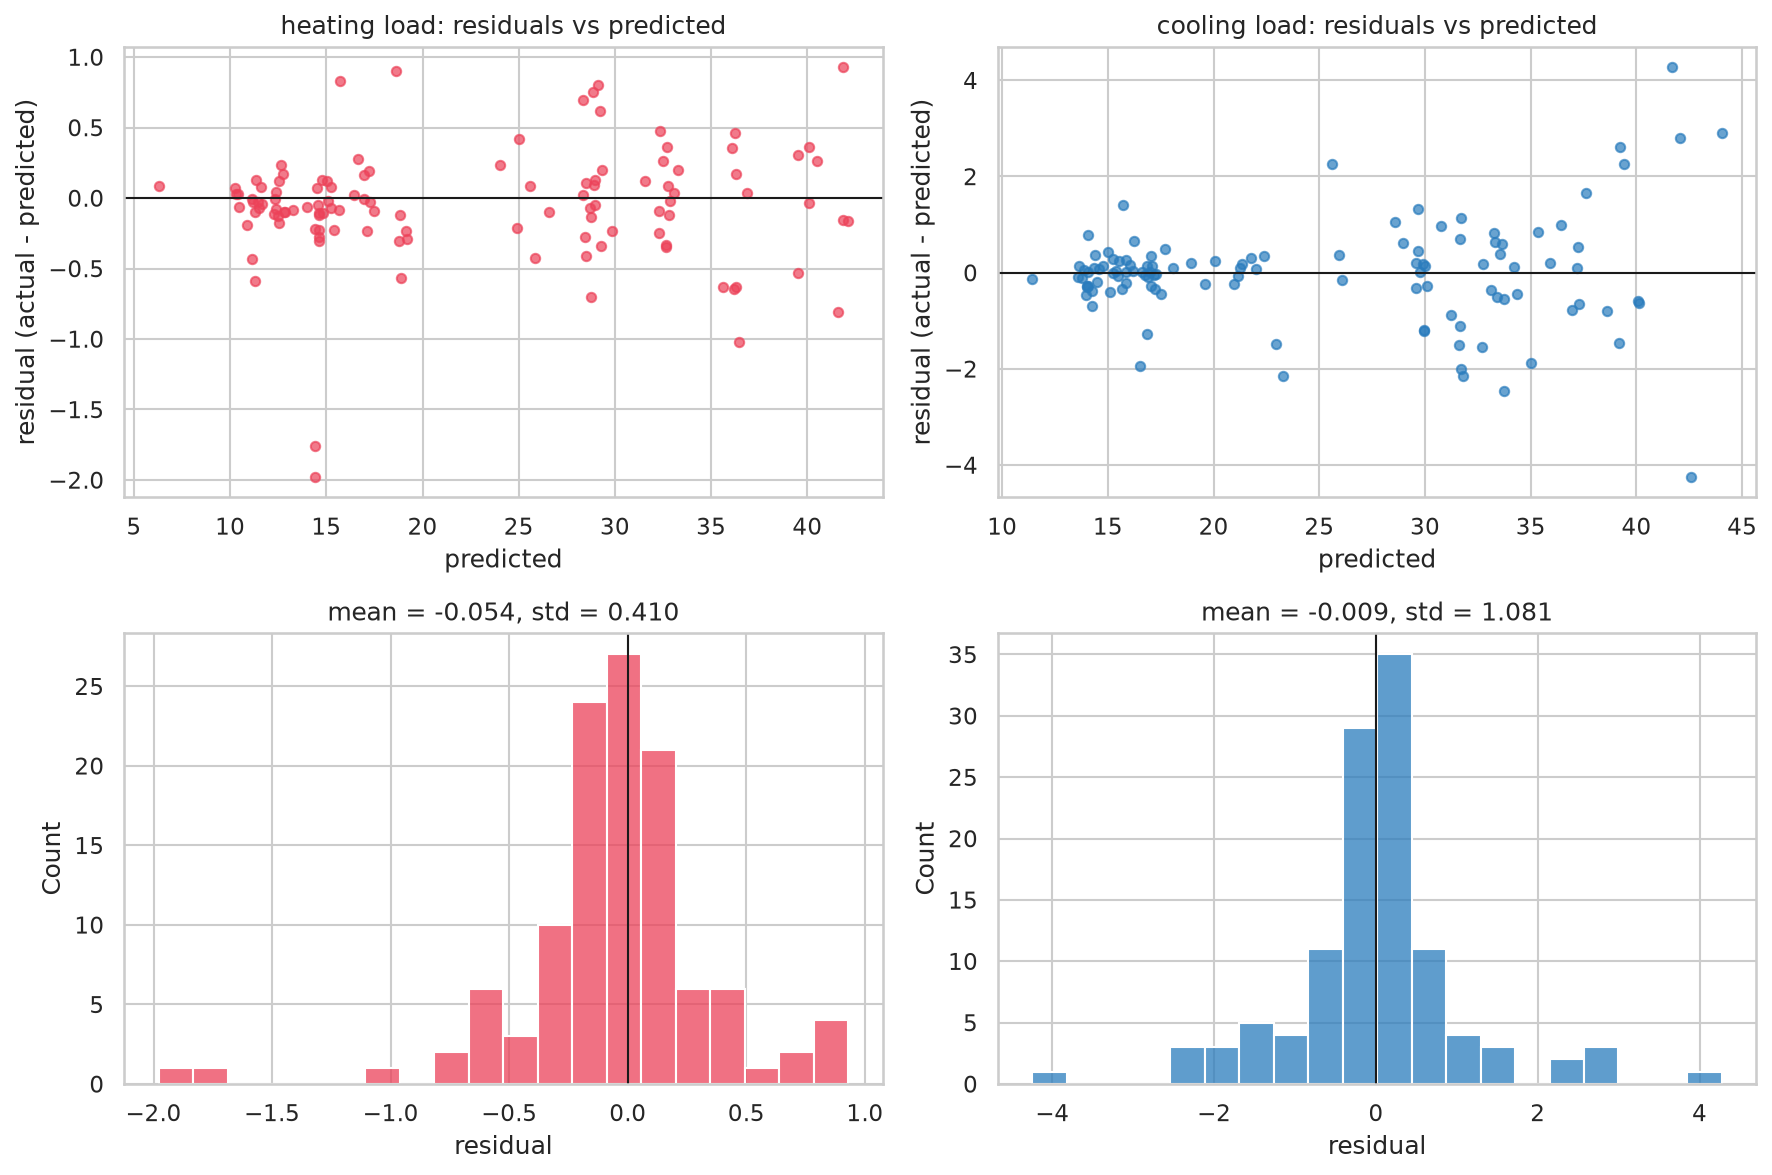 heating load: residuals vs predicted
residual (actual - predicted)
1.0
0.5
0.0
−0.5
−1.0
−1.5
−2.0
5 10 15 20 25 30 35 40
predicted
cooling load: residuals vs predicted
residual (actual - predicted)
4
2
0
−2
−4
10 15 20 25 30 35 40 45
predicted
mean = -0.054, std = 0.410
Count
25
20
15
10
5
0
−2.0 −1.5 −1.0 −0.5 0.0 0.5 1.0
residual
mean = -0.009, std = 1.081
Count
35
30
25
20
15
10
5
0
−4 −2 0 2 4
residual